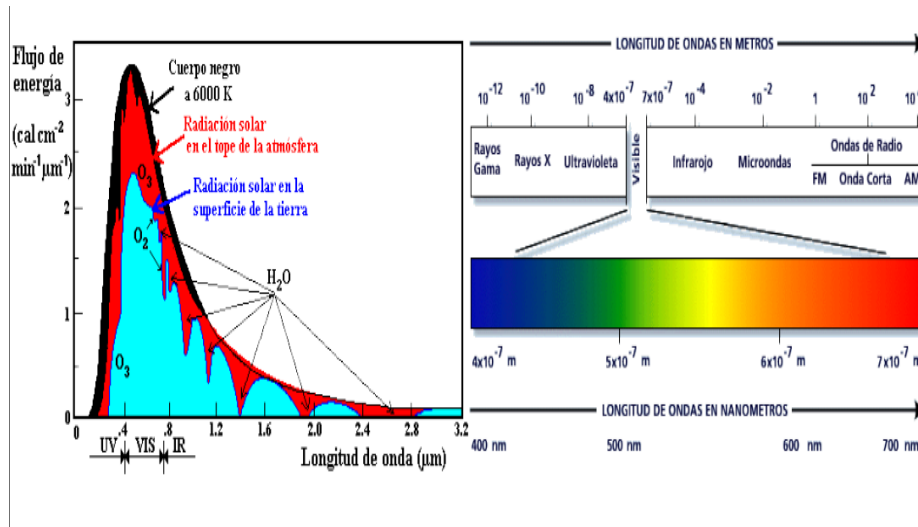 Flujo de
energía
(cal cm-2
min-1μm-1)
3
2
1
0
Cuerpo negro
a 6000 K
Radiación solar
en el tope de la atmósfera
Radiación solar en la
superficie de la tierra
O3
O2
H2O
O3
0 .4 .8 1.2 1.6 2.0 2.4 2.8 3.2
UV VIS IR
Longitud de onda (μm)
LONGITUD DE ONDAS EN METROS
10-12 10-10 10-8 4x10-7 7x10-7 10-4 10-2 1 102
Rayos
Gama
Rayos X
Ultravioleta
Visible
Infrarojo
Microondas
Ondas de Radio
FM Onda Corta AM
4x10-7 m 5x10-7 m 6x10-7 m 7x10-7 m
LONGITUD DE ONDAS EN NANOMETROS
400 nm 500 nm 600 nm 700 nm